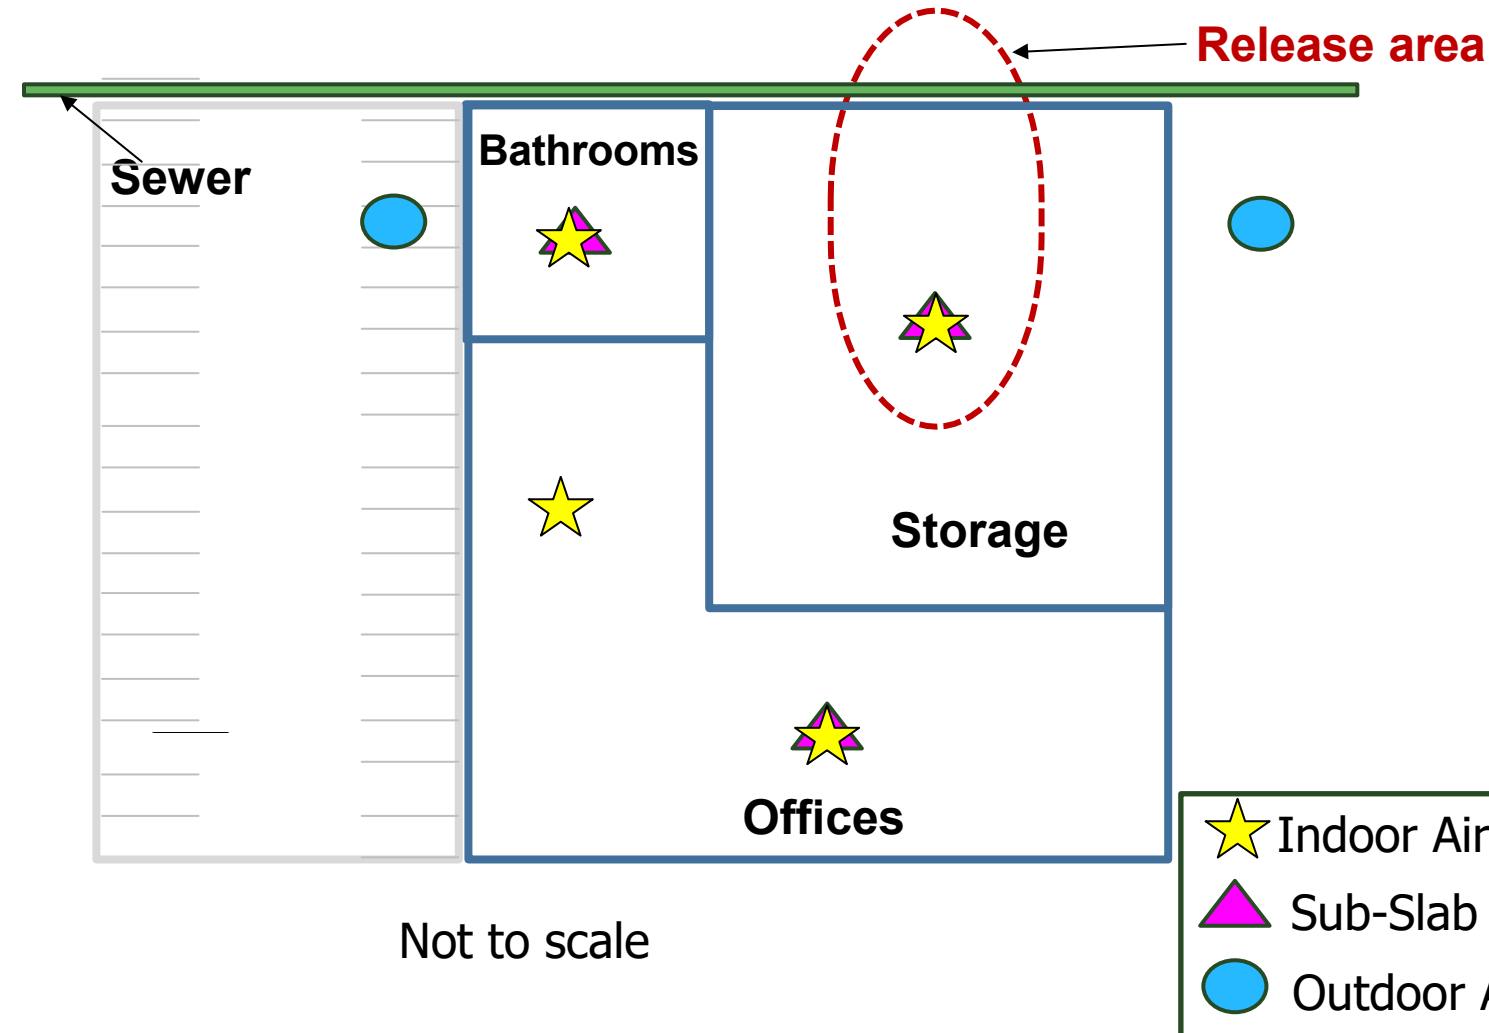 Release area
Bathrooms
Sewer
Storage
Offices
Indoor Air
Sub-Slab
Outdoor
Not to scale